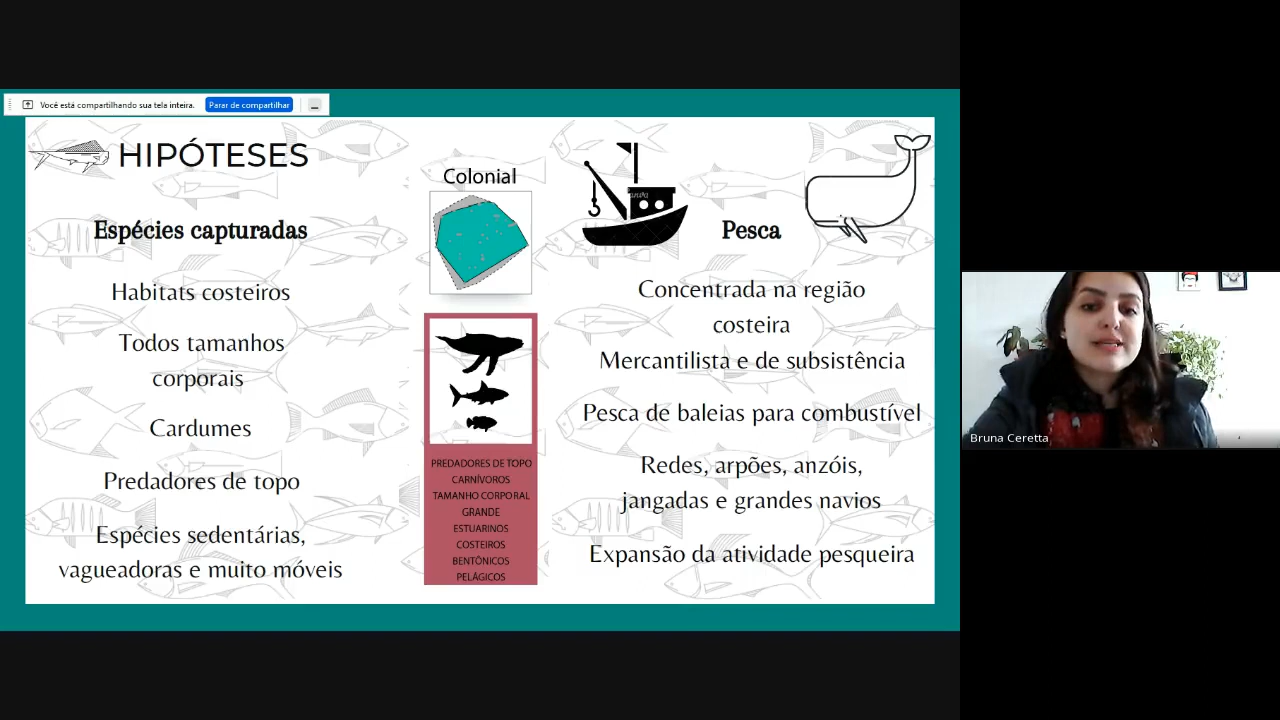 Você está compartilhando sua tela inteira.
Parar de compartilhar
HIPÓTESES
Espécies capturadas
Habitats costeiros
Todos tamanhos
corporais
Cardumes
Predadores de topo
Espécies sedentárias,
vagueadoras e muito móveis
Colonial
PREDADORES DE TOPO
CARNÍVOROS
TAMANHO CORPORAL
GRANDE
ESTUARINOS
COSTEIROS
BENTÔNICOS
PELÁGICOS
Pesca
Concentrada na região
costeira
Mercantilista e de subsistência
Pesca de baleias para combustível
Redes, arpões, anzóis,
jangadas e grandes navios
Expansão da atividade pesqueira
Bruna Ceretta